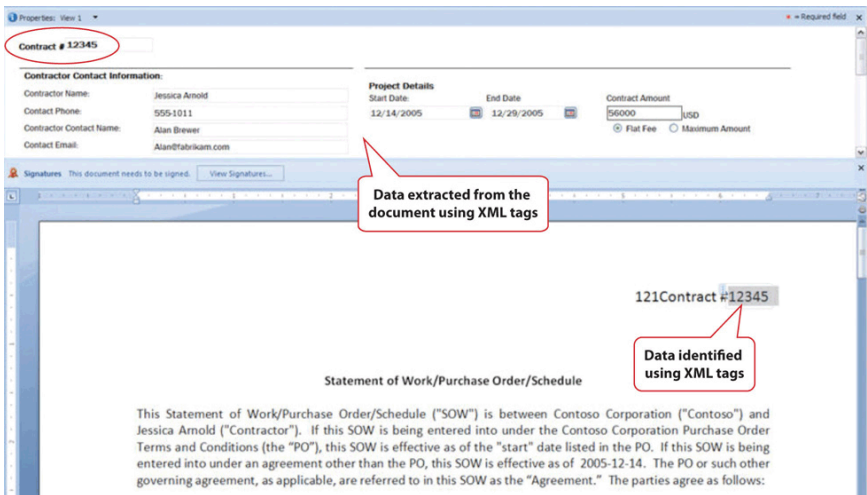 Properties: View 1
* = Required field
Contract # 12345
Contractor Contact Information:
Contractor Name: Jessica Arnold
Contact Phone: 555-1011
Contractor Contact Name: Alan Brewer
Contact Email: Alan@fabrikam.com
Project Details
Start Date: End Date Contract Amount
12/14/2005 12/29/2005 56000 USD
Flat Fee Maximum Amount
Signatures This document needs to be signed. View Signatures...
Data extracted from the
document using XML tags
121Contract #12345
Data identified
using XML tags
Statement of Work/Purchase Order/Schedule
This Statement of Work/Purchase Order/Schedule ("SOW") is between Contoso Corporation ("Contoso") and
Jessica Arnold ("Contractor"). If this SOW is being entered into under the Contoso Corporation Purchase Order
Terms and Conditions (the "PO"), this SOW is effective as of the "start" date listed in the PO. If this SOW is being
entered into under an agreement other than the PO, this SOW is effective as of 2005-12-14. The PO or such other
governing agreement, as applicable, are referred to in this SOW as the "Agreement." The parties agree as follows: